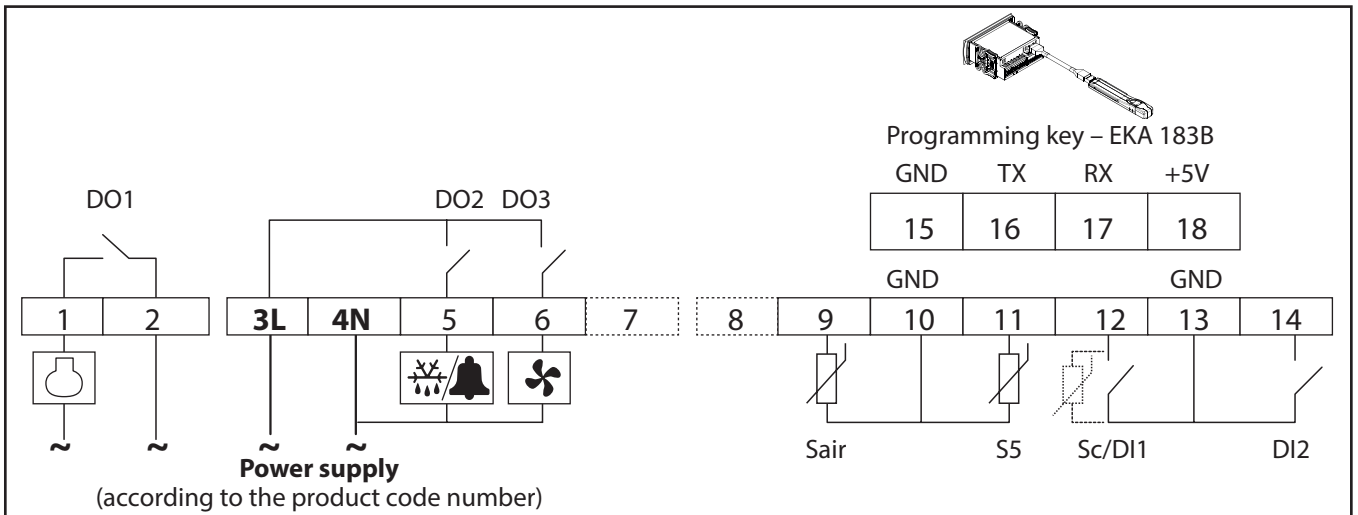 Programming key – EKA 183B
GND TX RX +5V
15 16 17 18
DO1 DO2 DO3
GND GND
1 2 3L 4N 5 6 7 8 9 10 11 12 13 14
~ ~ ~ ~
Sair S5 Sc/DI1 DI2
Power supply
(according to the product code number)